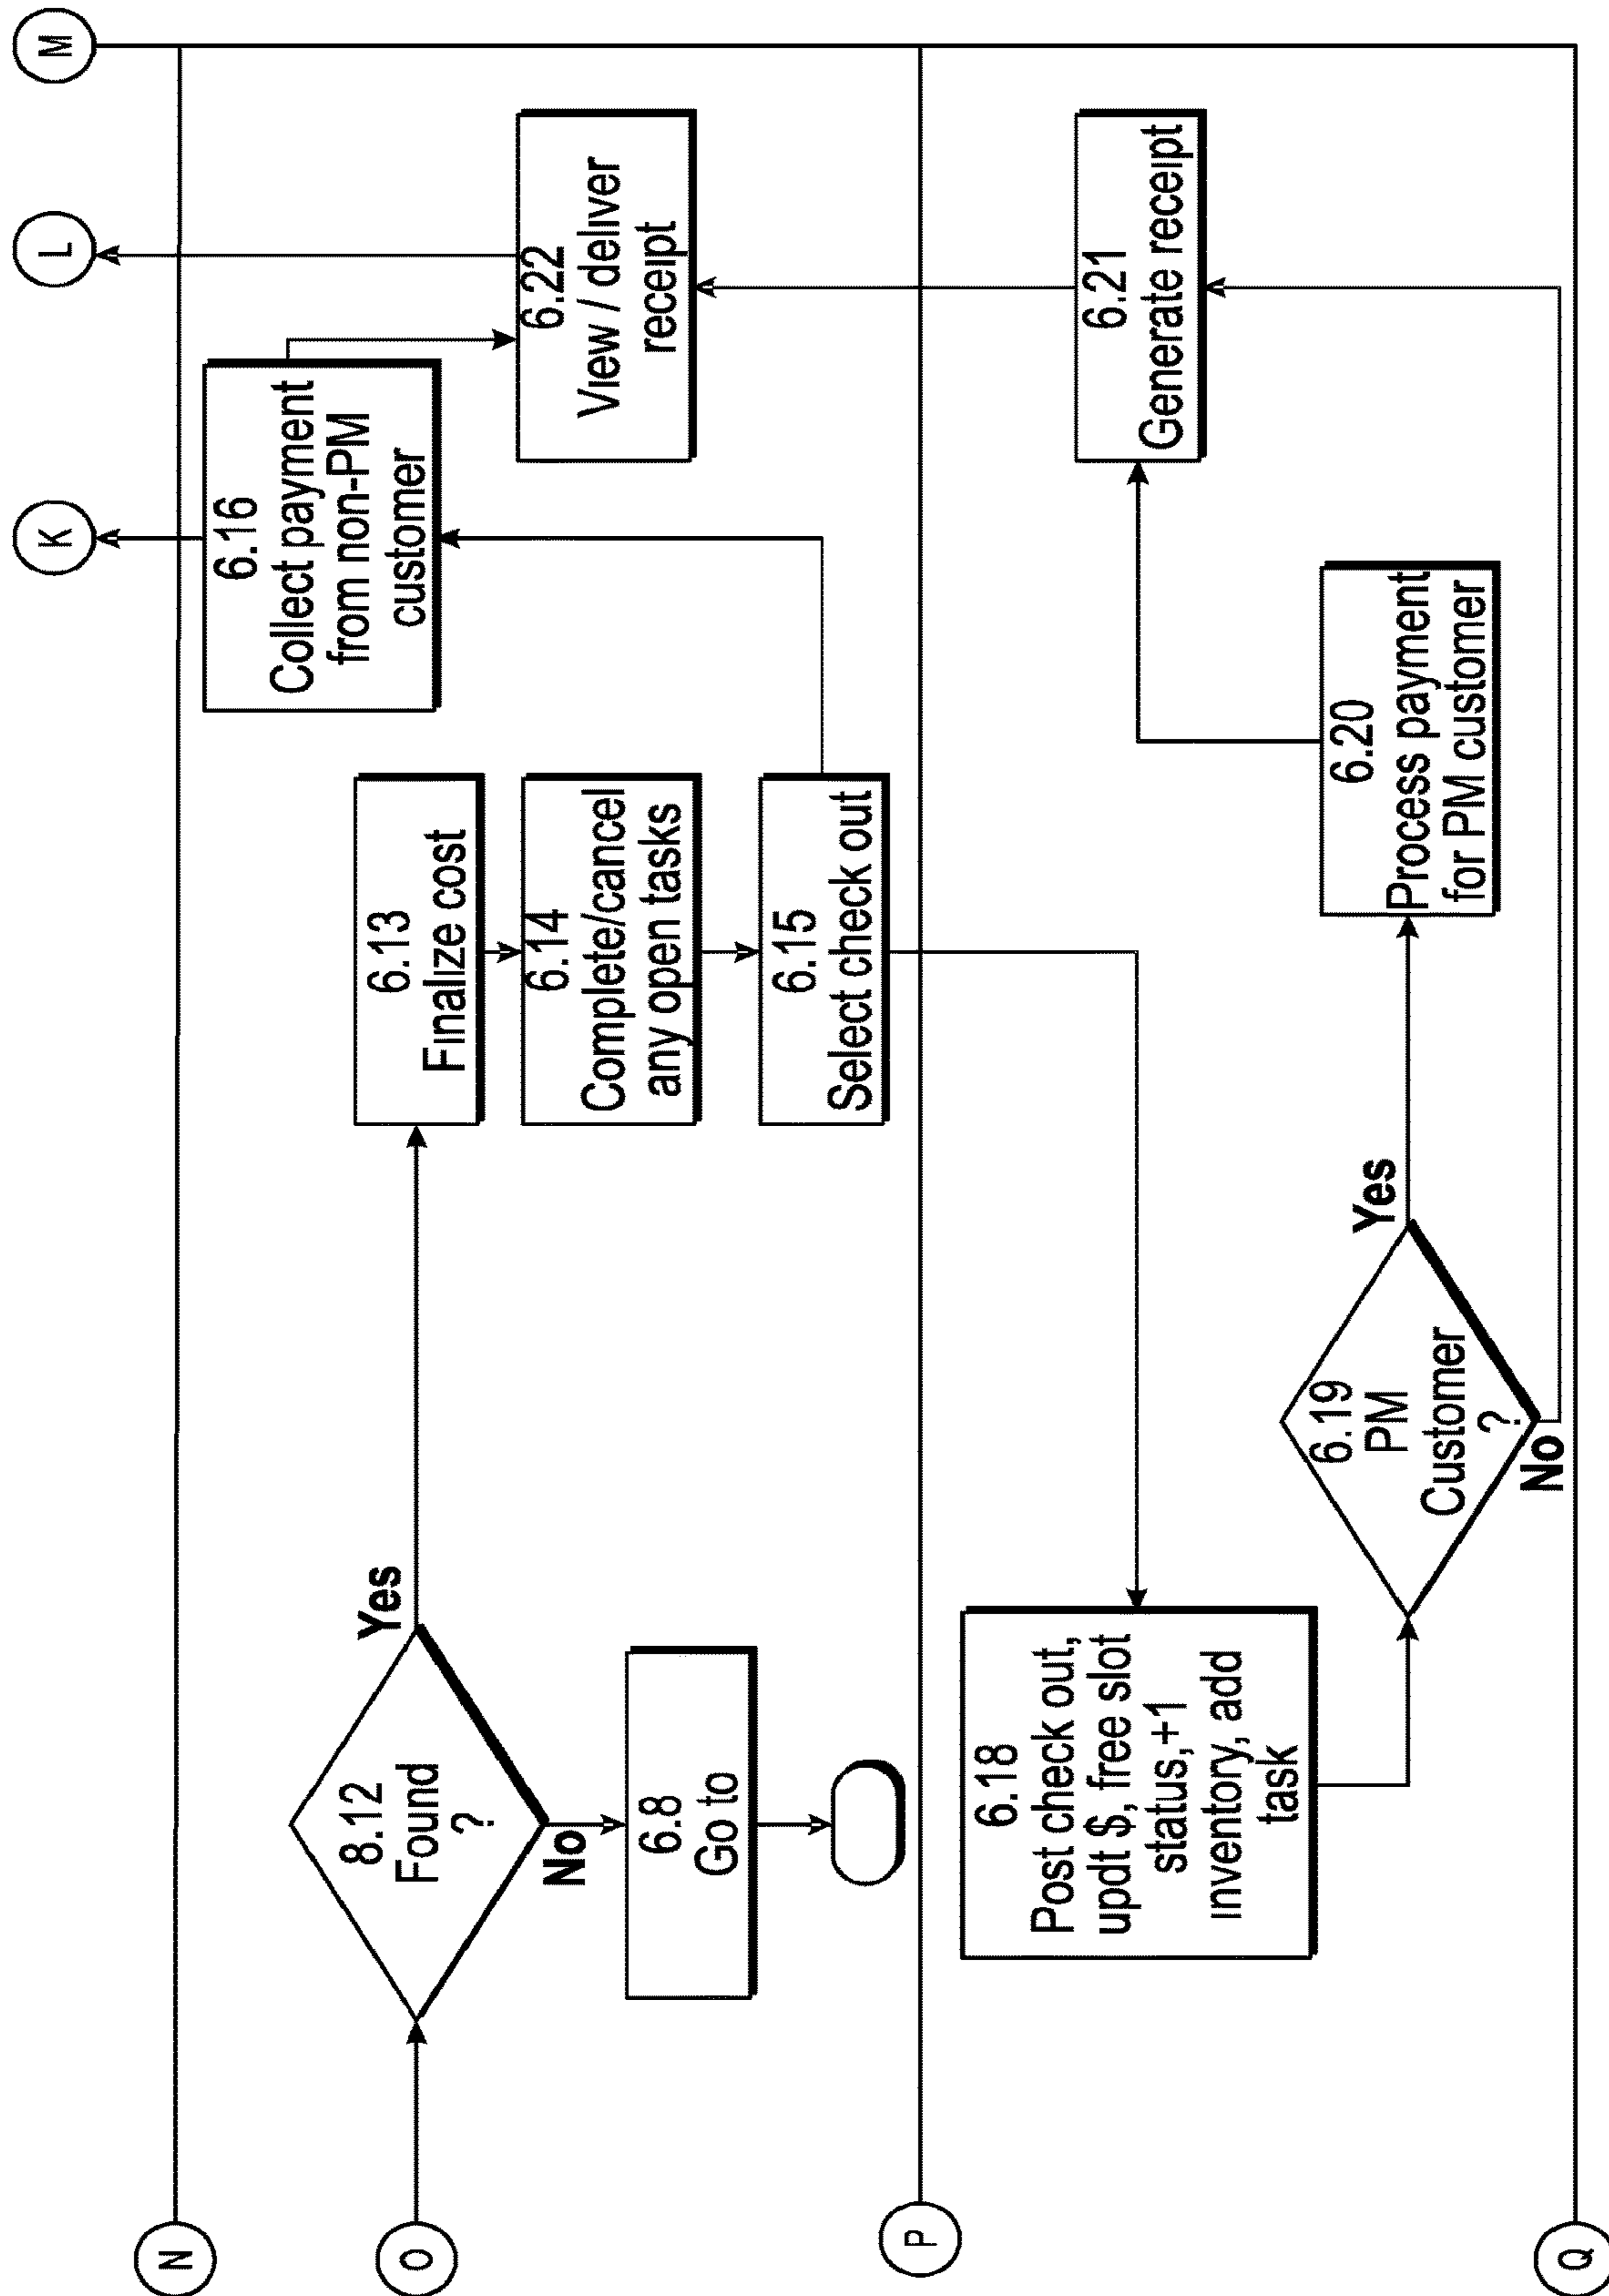 K
L
M
N
O
8.12
Found
?
Yes
No
6.8
Go to
6.13
Finalize cost
6.14
Complete/cancel
any open tasks
6.15
Select check out
6.16
Collect payment
from non-PM
customer
6.22
View / deliver
receipt
P
6.18
Post check out,
updt $, free slot
status,+1
inventory, add
task
6.19
PM
Customer
?
Yes
No
6.20
Process payment
for PM customer
6.21
Generate receipt
Q